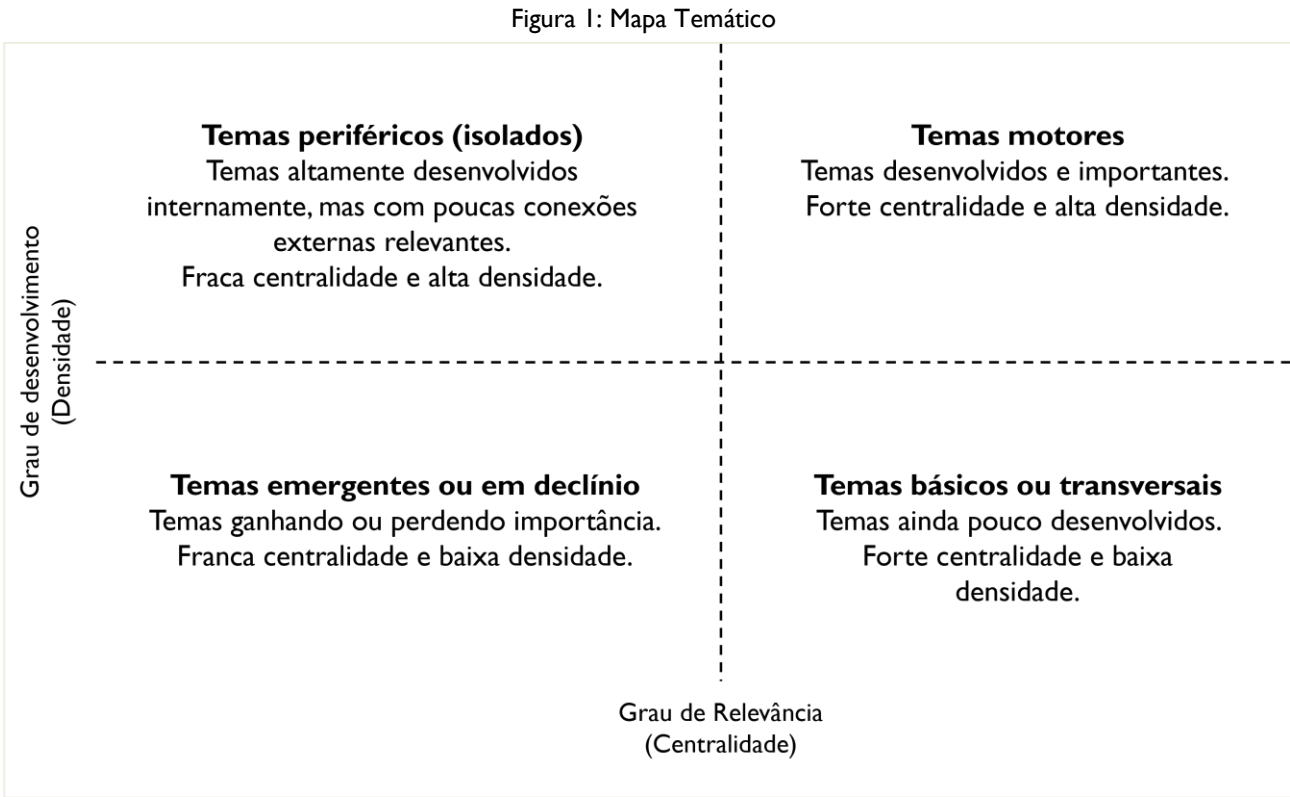 Figura 1: Mapa Temático
Temas periféricos (isolados)
Temas altamente desenvolvidos
internamente, mas com poucas conexões
externas relevantes.
Fraca centralidade e alta densidade.
Temas motores
Temas desenvolvidos e importantes.
Forte centralidade e alta densidade.
Grau de desenvolvimento
(Densidade)
Temas emergentes ou em declínio
Temas ganhando ou perdendo importância.
Franca centralidade e baixa densidade.
Temas básicos ou transversais
Temas ainda pouco desenvolvidos.
Forte centralidade e baixa
densidade.
Grau de Relevância
(Centralidade)